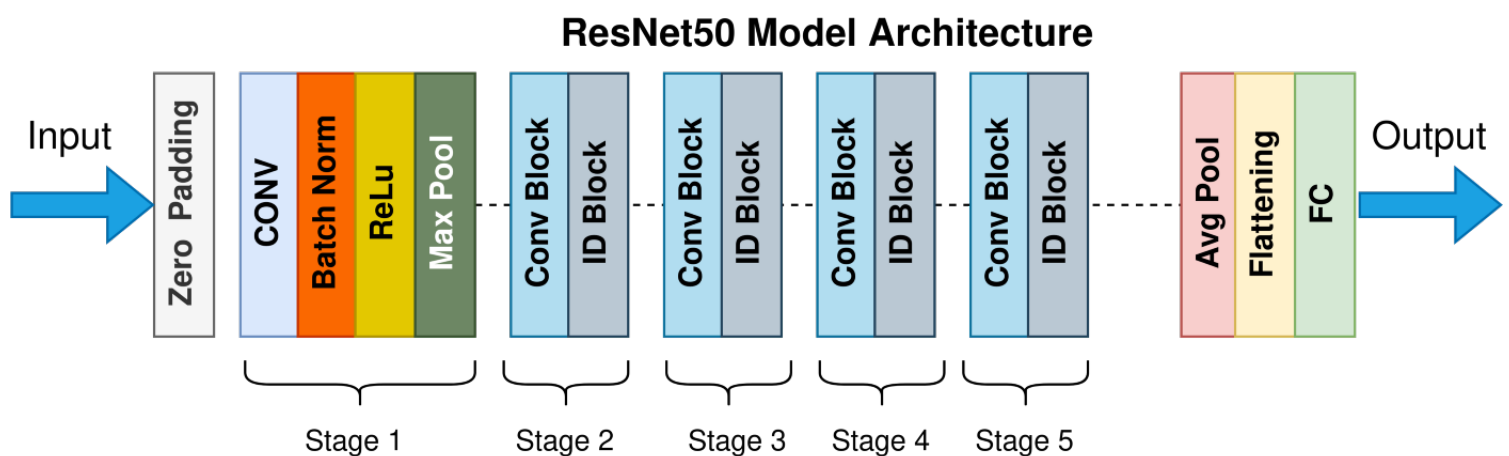 ResNet50 Model Architecture
Input
Zero Padding
CONV
Batch Norm
ReLu
Max Pool
Conv Block
ID Block
Conv Block
ID Block
Conv Block
ID Block
Conv Block
ID Block
Avg Pool
Flattening
FC
Output
Stage 1
Stage 2
Stage 3
Stage 4
Stage 5